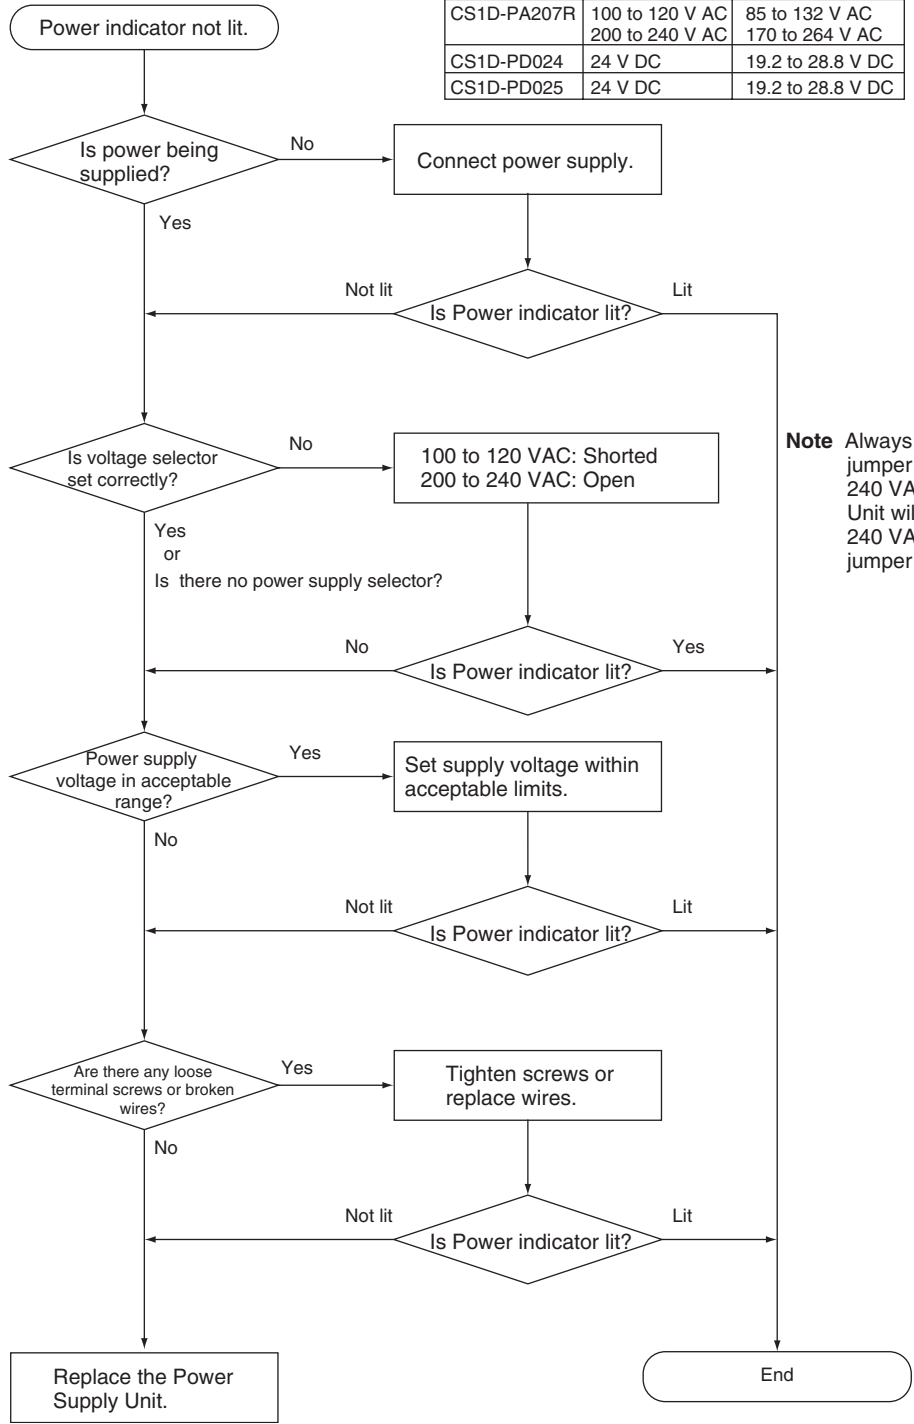 CS1D-PA207R 100 to 120 V AC 85 to 132 V AC
200 to 240 V AC 170 to 264 V AC
CS1D-PD024 24 V DC 19.2 to 28.8 V DC
CS1D-PD025 24 V DC 19.2 to 28.8 V DC
Power indicator not lit.
Is power being
supplied?
No
Connect power supply.
Yes
Not lit
Is Power indicator lit?
Lit
Is voltage selector
set correctly?
No
100 to 120 VAC: Shorted
200 to 240 VAC: Open
Note Always
jumper
240 VA
Unit wil
240 VA
jumper
Yes
or
Is there no power supply selector?
No
Is Power indicator lit?
Yes
Power supply
voltage in acceptable
range?
Yes
Set supply voltage within
acceptable limits.
No
Not lit
Is Power indicator lit?
Lit
Are there any loose
terminal screws or broken
wires?
Yes
Tighten screws or
replace wires.
No
Not lit
Is Power indicator lit?
Lit
Replace the Power
Supply Unit.
End